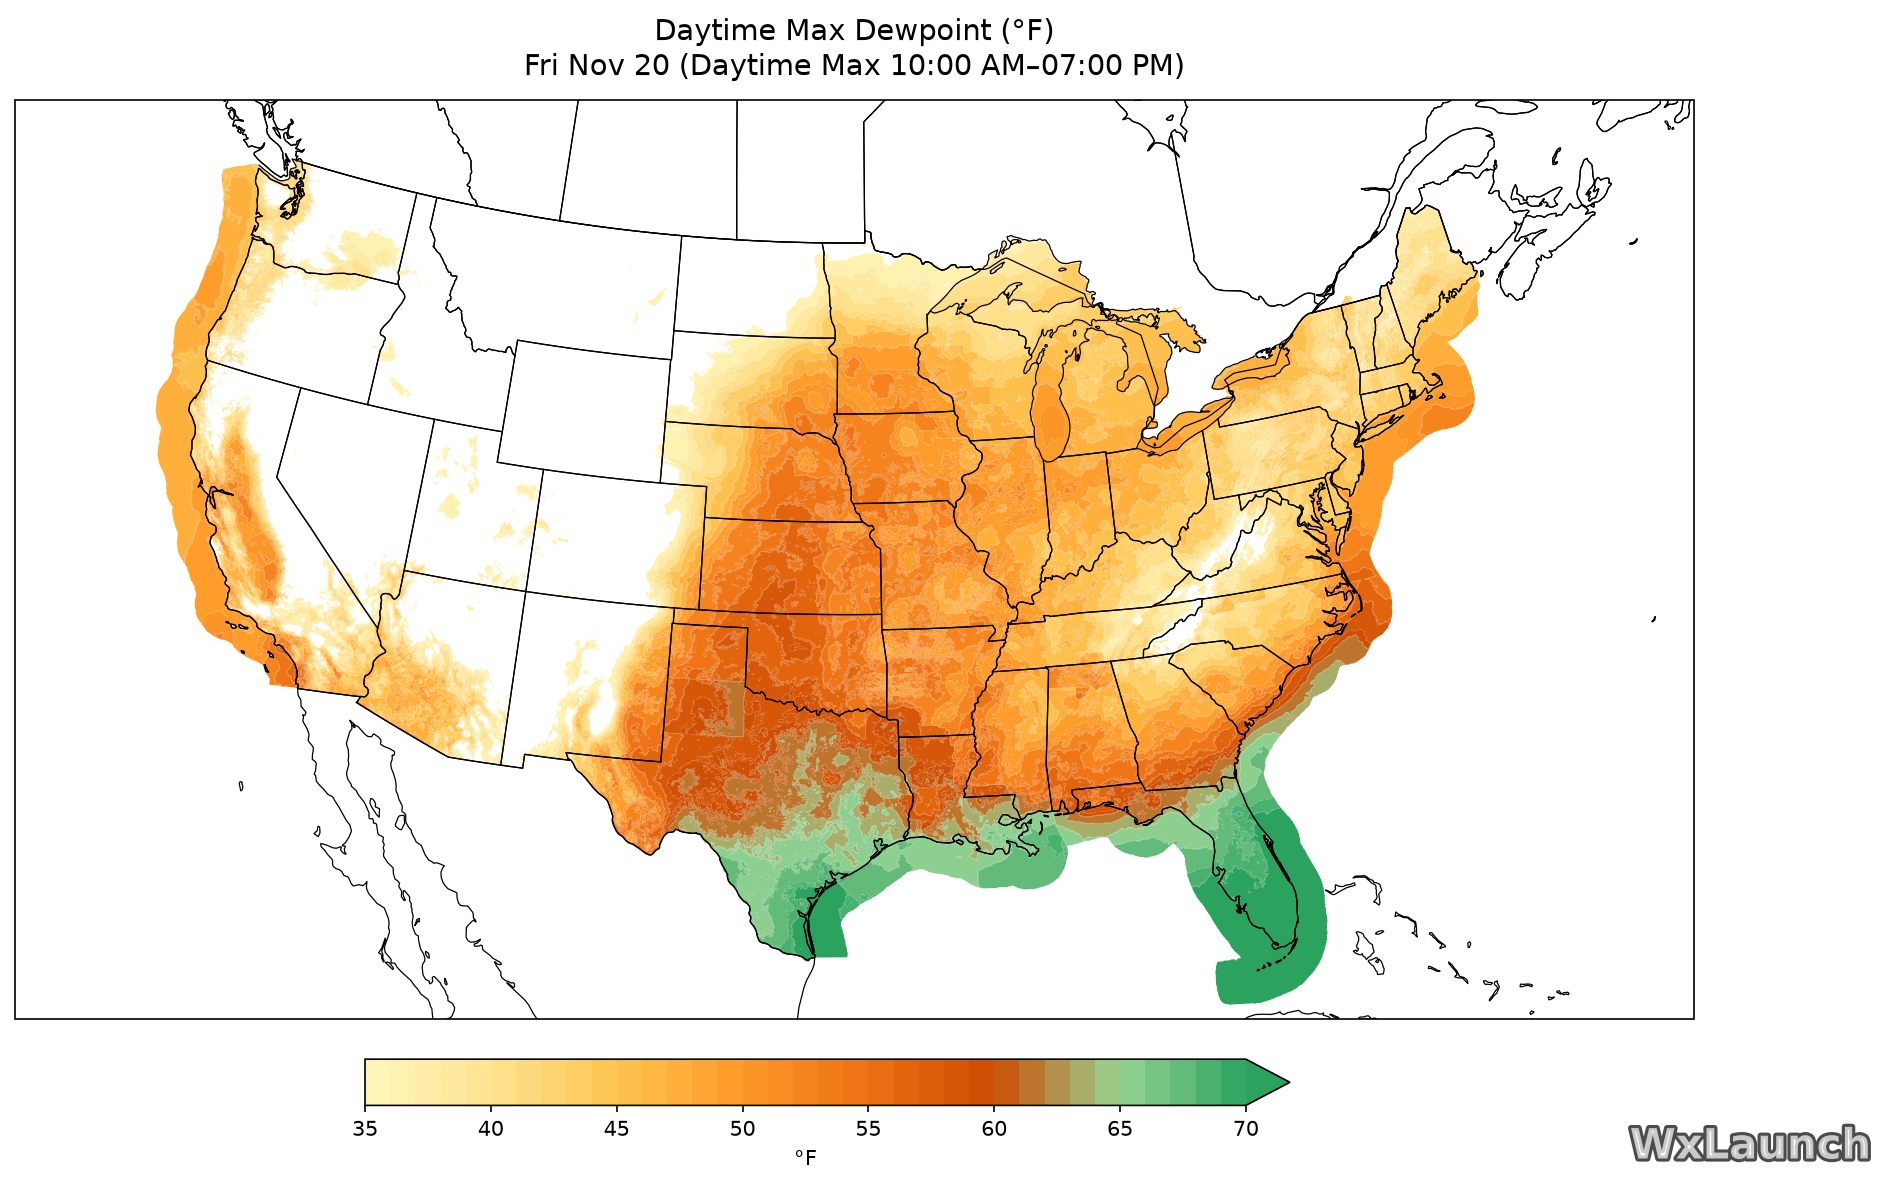 Daytime Max Dewpoint (°F)
Fri Nov 20 (Daytime Max 10:00 AM–07:00 PM)
35 40 45 50 55 60 65 70
°F
WxLaunch